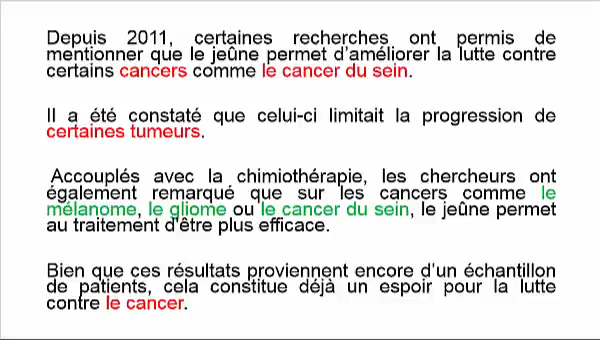 Depuis 2011, certaines recherches ont permis de
mentionner que le jeûne permet d'améliorer la lutte contre
certains cancers comme le cancer du sein.
Il a été constaté que celui-ci limitait la progression de
certaines tumeurs.
Accouplés avec la chimiothérapie, les chercheurs ont
également remarqué que sur les cancers comme le
mélanome, le gliome ou le cancer du sein, le jeûne permet
au traitement d'être plus efficace.
Bien que ces résultats proviennent encore d'un échantillon
de patients, cela constitue déjà un espoir pour la lutte
contre le cancer.